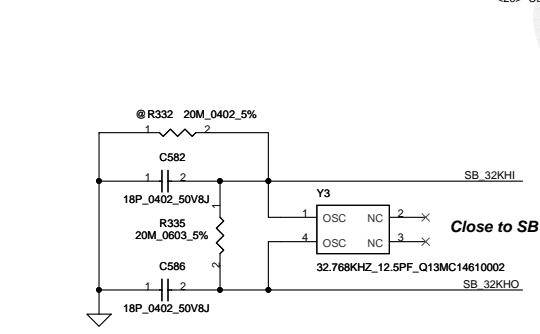 @ R332 20M_0402_5%
1 2
C582
1 2
SB_32KHI
18P_0402_50V8J
Y3
1
R335
20M_0603_5%
1 OSC NC 2
Close to SB
4 OSC NC 3
2
C586
32.768KHZ_12.5PF_Q13MC14610002
1 2
SB_32KHO
18P_0402_50V8J